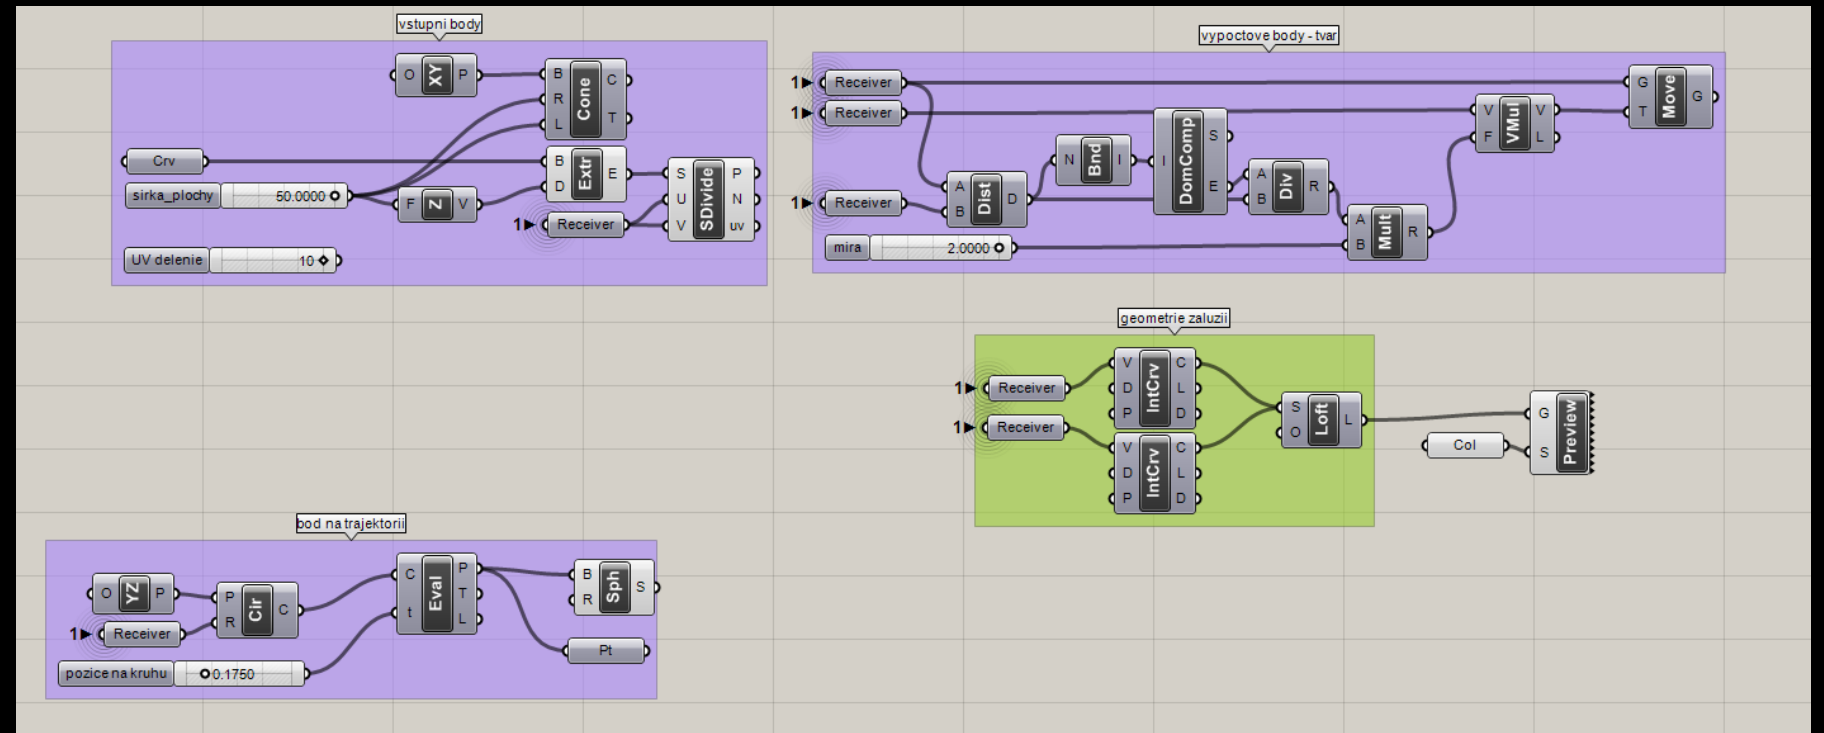 vstupni body
O XY P
B R L Cone C T
Crv
sirka_plochy 50.0000
F Z V
B D Extr E
1 Receiver
S U V SDivide P N uv
UV delenie 10
vypoctove body - tvar
1 Receiver
1 Receiver
1 Receiver
mira 2.0000
A B Dist D
N Bnd I
I DomComp S E
A B Div R
A B Mult R
V F VMul V L
G T Move G
geometrie zaluzii
1 Receiver
1 Receiver
V D P IntCrv C L D
V D P IntCrv C L D
S O Loft L
Col
G S Preview
bod na trajektorii
O YZ P
1 Receiver
P R Cir C
pozice na kruhu 0.1750
C t Eval P T L
B R Sph S
Pt